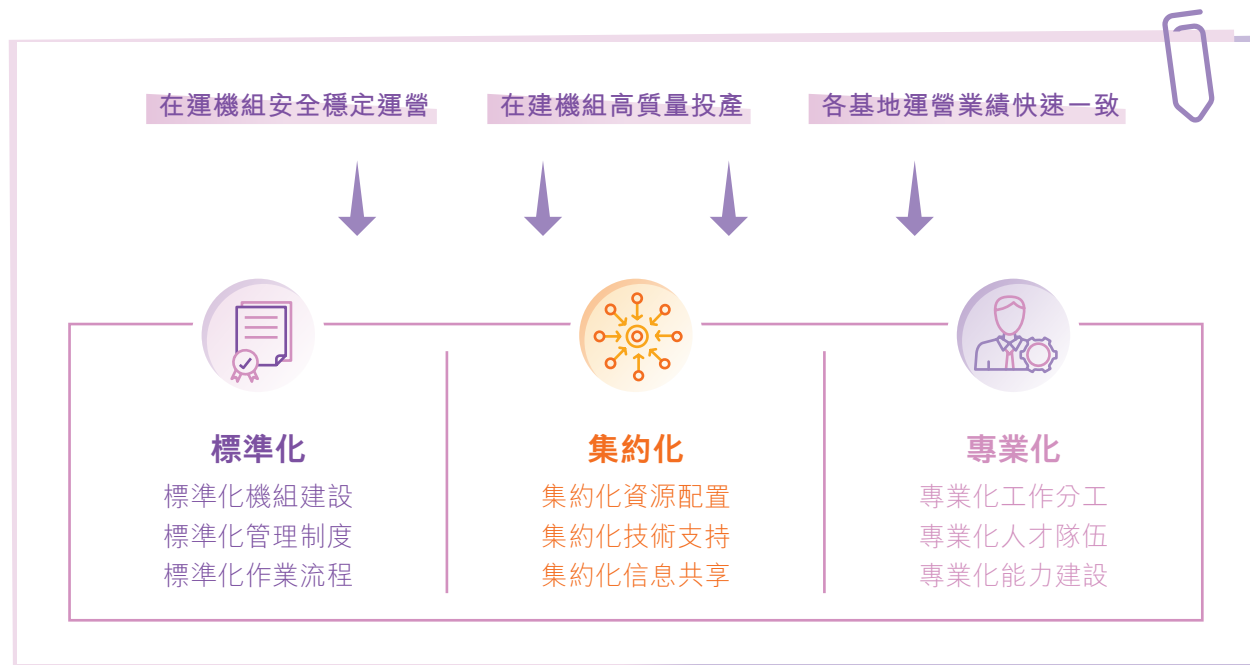 在運機組安全穩定運營
在建機組高質量投產
各基地運營業績快速一致
標準化
標準化機組建設
標準化管理制度
標準化作業流程
集約化
集約化資源配置
集約化技術支持
集約化信息共享
專業化
專業化工作分工
專業化人才隊伍
專業化能力建設